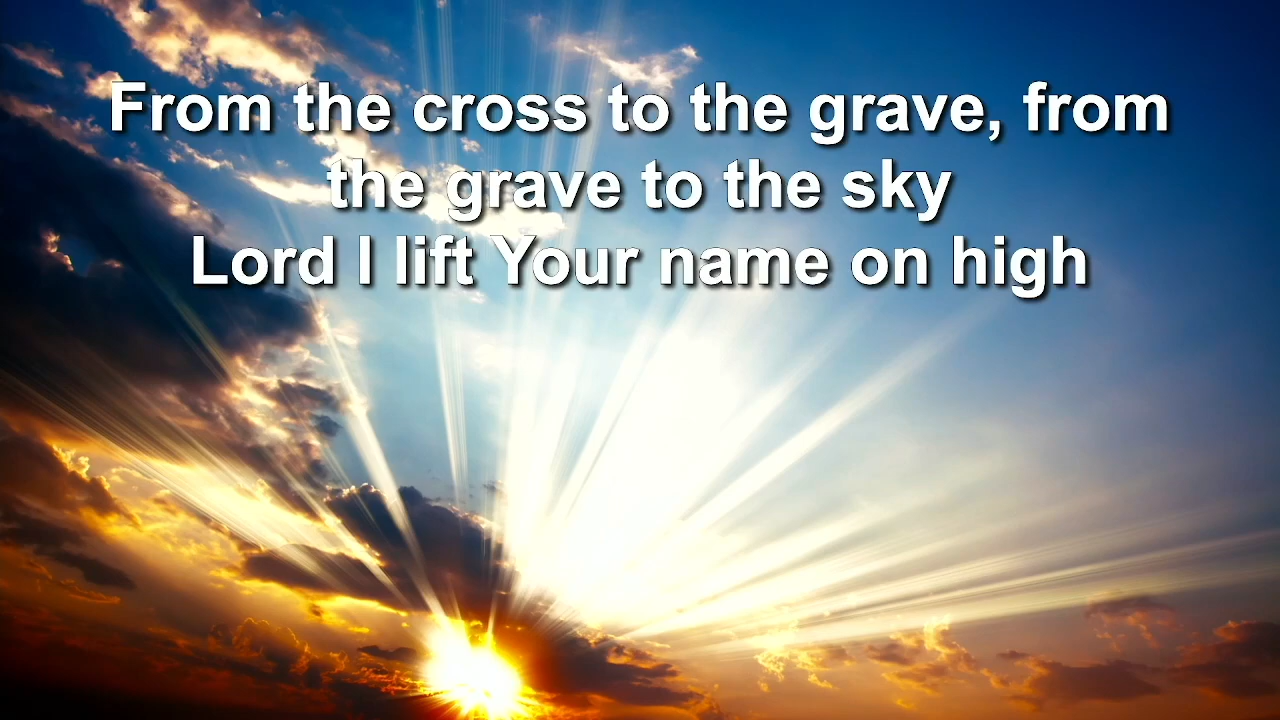 From the cross to the grave, from
the grave to the sky
Lord I lift Your name on high